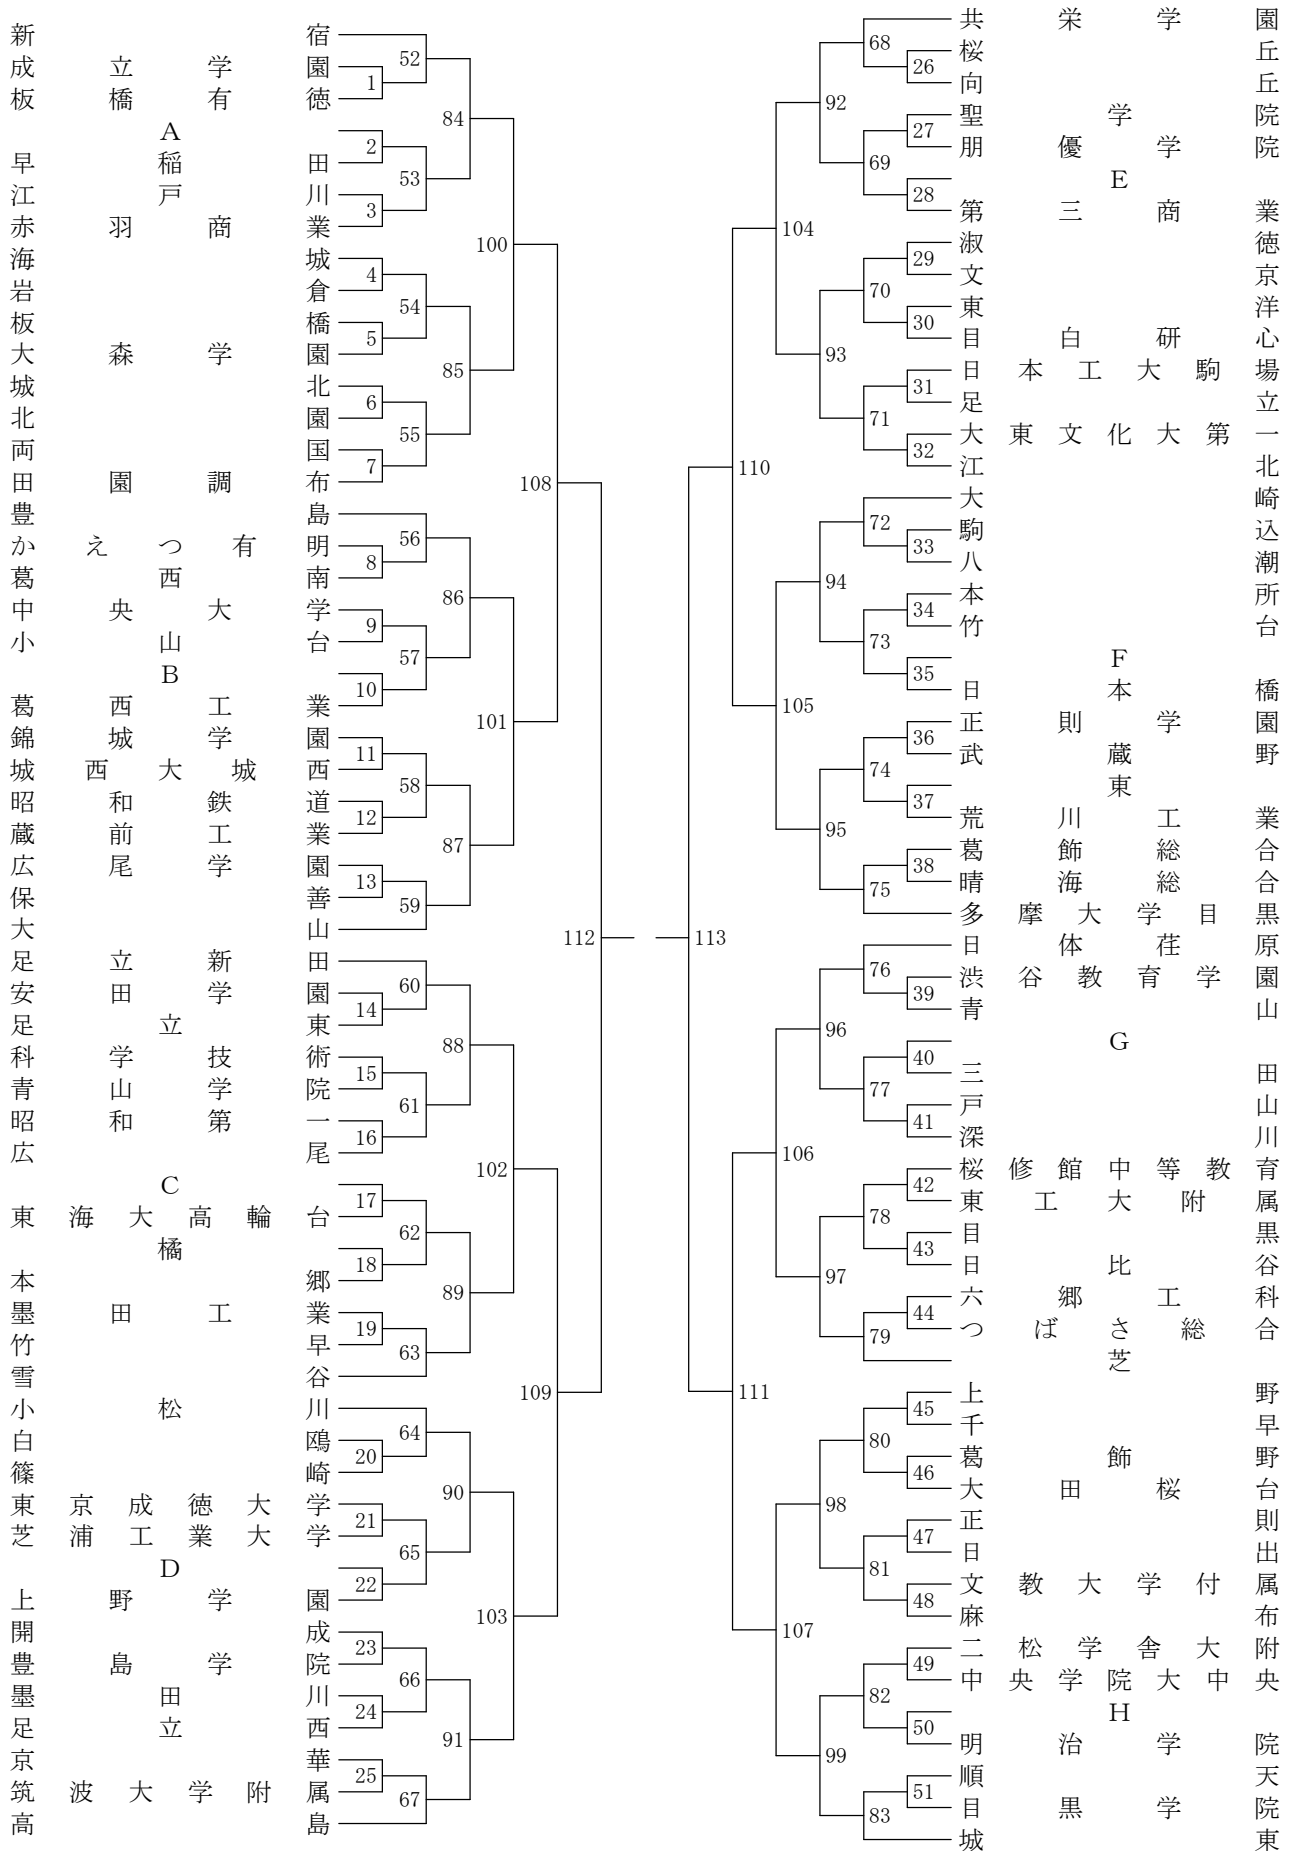 新宿
成立学園
板橋有徳
A
早稲田
江戸川
赤羽商業
海城
岩倉
板橋
大森学園
城北
北園
両国
田園調布
豊島
かえつ有明
葛西南
中央大学
小山台
B
葛西工業
錦城学園
城西大城西
昭和鉄道
蔵前工業
広尾学園
保善
大山
足立新田
安田学園
足立東
科学技術
青山学院
昭和第一
広尾
C
東海大高輪台
橘
本郷
墨田工業
竹早
雪谷
小松川
白鴎
篠崎
東京成徳大学
芝浦工業大学
D
上野学園
開成
豊島学院
墨田川
足立西
京華
筑波大学附属
高島
1
2
3
4
5
6
7
8
9
10
11
12
13
14
15
16
17
18
19
20
21
22
23
24
25
52
53
54
55
56
57
58
59
60
61
62
63
64
65
66
67
84
85
86
87
88
89
90
91
100
101
102
103
108
109
112
113
110
111
104
105
106
107
92
93
94
95
96
97
98
99
68
69
70
71
72
73
74
75
76
77
78
79
80
81
82
83
26
27
28
29
30
31
32
33
34
35
36
37
38
39
40
41
42
43
44
45
46
47
48
49
50
51
共栄学園
桜丘
向丘
聖学院
朋優学院
E
第三商業
淑徳
文京
東洋
目白研心
日本工大駒場
足立
大東文化大第一
江北
大崎
駒込
八潮
本所
竹台
F
日本橋
正則学園
武蔵野
東
荒川工業
葛飾総合
晴海総合
多摩大学目黒
日体荏原
渋谷教育学園
青山
G
三田
戸山
深川
桜修館中等教育
東工大附属
目黒
日比谷
六郷工科
つばさ総合
芝
上野
千早
葛飾野
大田桜台
正則
日出
文教大学付属
麻布
二松学舎大附
中央学院大中央
H
明治学院
順天
目黒学院
城東